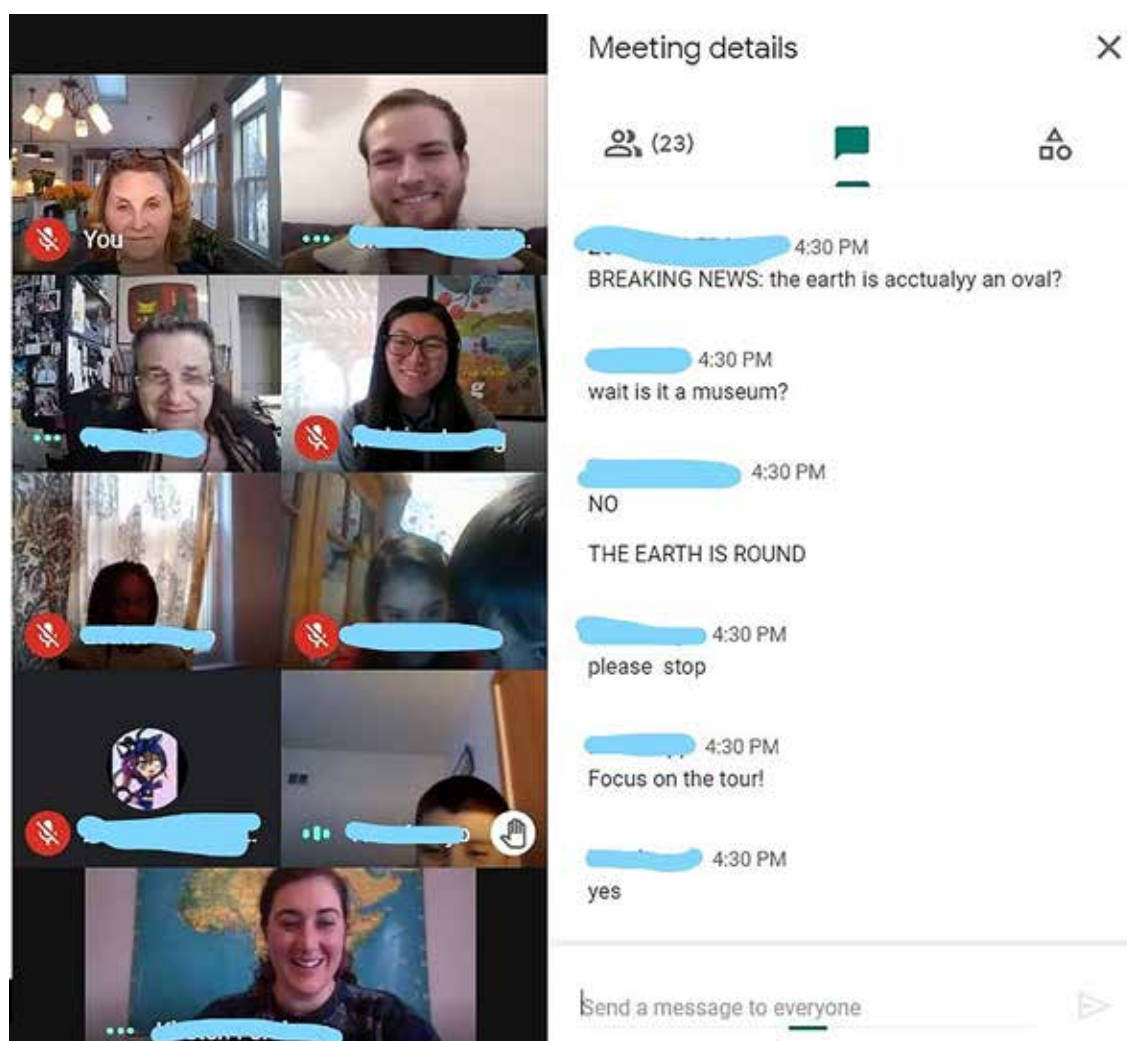 Meeting details
(23)
You
4:30 PM
BREAKING NEWS: the earth is acctualyy an oval?
4:30 PM
wait is it a museum?
4:30 PM
NO
THE EARTH IS ROUND
4:30 PM
please stop
4:30 PM
Focus on the tour!
4:30 PM
yes
Send a message to everyone